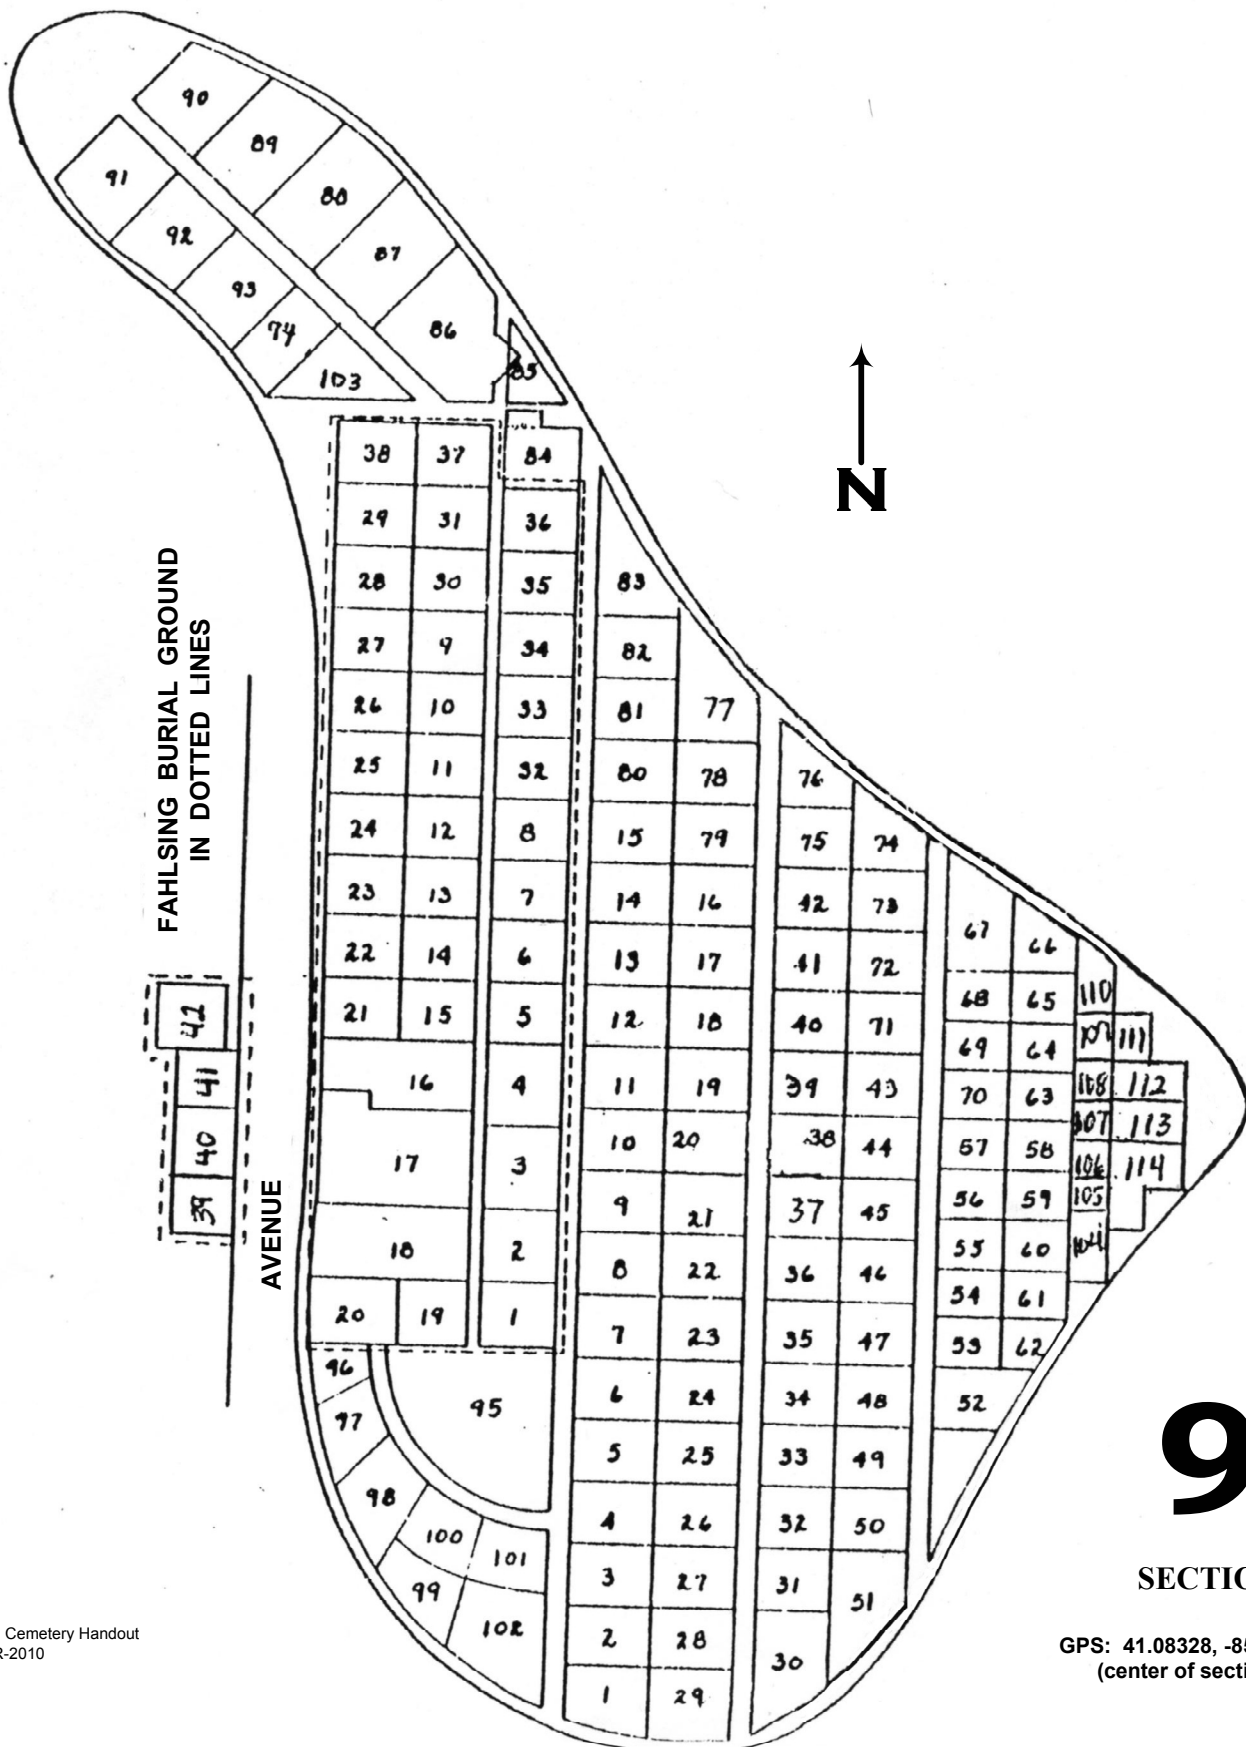 90
89
91
88
92
87
93
86
94
85
103
38 37 84
29 31 36
28 30 35 83
27 9 34 82
26 10 33 81 77
25 11 32 80 78 76
24 12 8 15 79 75 74
23 13 7 14 16 42 73
22 14 6 13 17 41 72 67 66
21 15 5 12 18 40 71 68 65 110
69 64 111
16 4 11 19 39 43 70 63 108 112
107 113
17 3 10 20 38 44 57 58 106 114
9 21 37 45 56 59 105
18 2 8 22 36 46 55 60 104
54 61
20 19 1 7 23 35 47 53 62
96 95 6 24 34 48 52
97 5 25 33 49
98 100 101 4 26 32 50
99 3 27 31 51
102 2 28 30
1 29
N
FAHLSING BURIAL GROUND
IN DOTTED LINES
42
41
40
39
AVENUE
9
SECTIO
GPS: 41.08328, -85
(center of secti
Cemetery Handout
R-2010